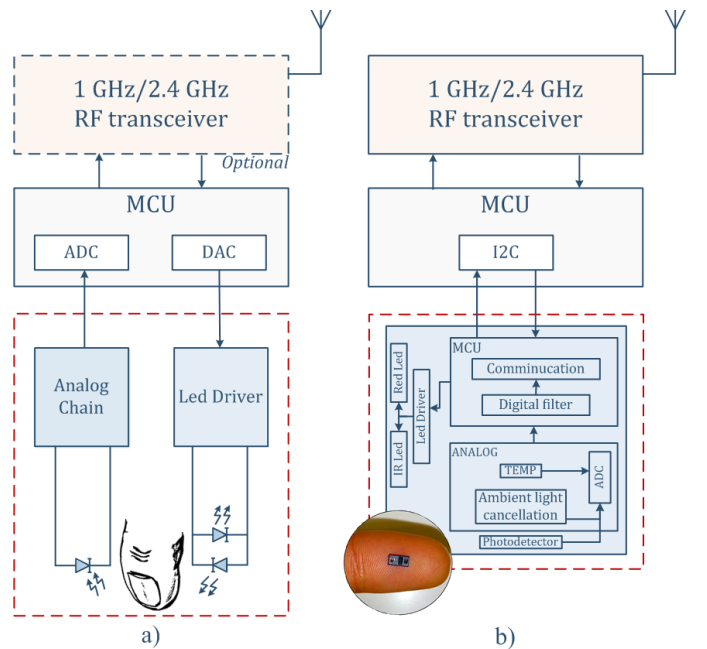 1 GHz/2.4 GHz
RF transceiver
Optional
MCU
ADC
DAC
Analog
Chain
Led Driver
a)
1 GHz/2.4 GHz
RF transceiver
MCU
I2C
MCU
Comminucation
Digital filter
Red Led
Led Driver
IR Led
ANALOG
TEMP
ADC
Ambient light
cancellation
Photodetector
b)